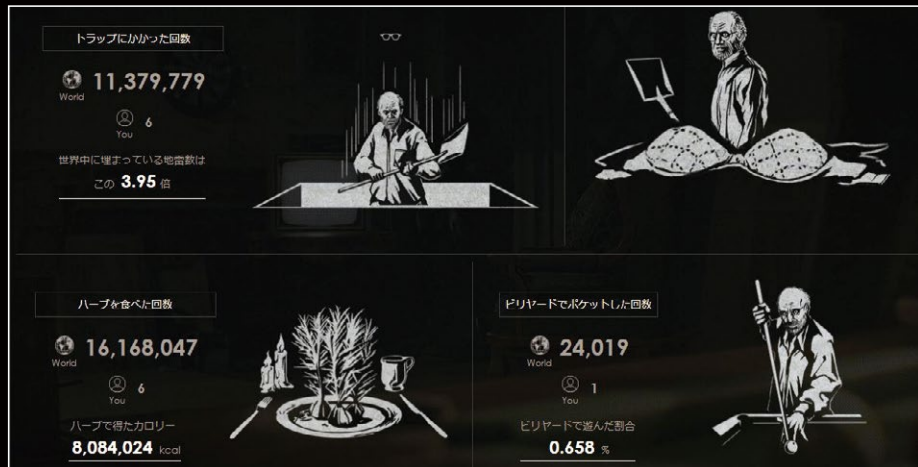 トラップにかかった回数
World 11,379,779
You 6
世界中に埋まっている地雷数は
この 3.95 倍
ハーブを食べた回数
World 16,168,047
You 6
ハーブで得たカロリー
8,084,024 kcal
ビリヤードでポケットした回数
World 24,019
You 1
ビリヤードで遊んだ割合
0.658 %